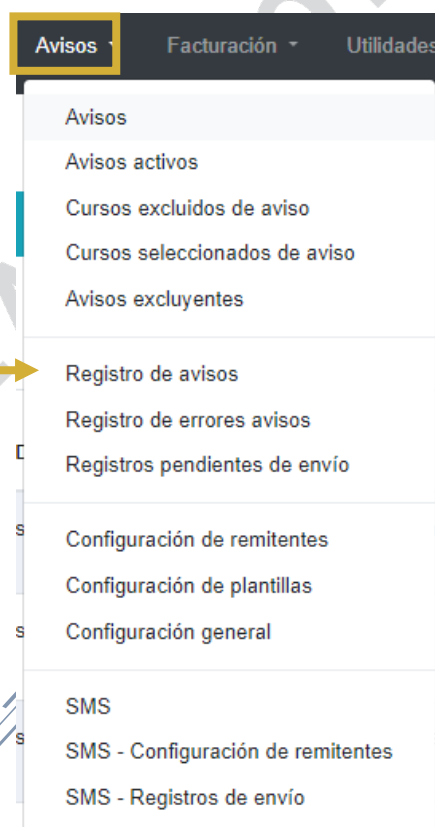 Avisos Facturación Utilidades
Avisos
Avisos activos
Cursos excluidos de aviso
Cursos seleccionados de aviso
Avisos excluyentes
Registro de avisos
Registro de errores avisos
Registros pendientes de envío
Configuración de remitentes
Configuración de plantillas
Configuración general
SMS
SMS - Configuración de remitentes
SMS - Registros de envío